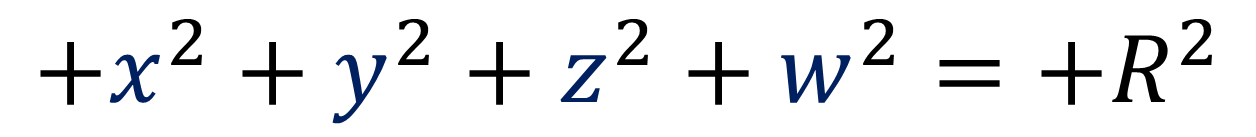 +x² + y² + z² + w² = +R²